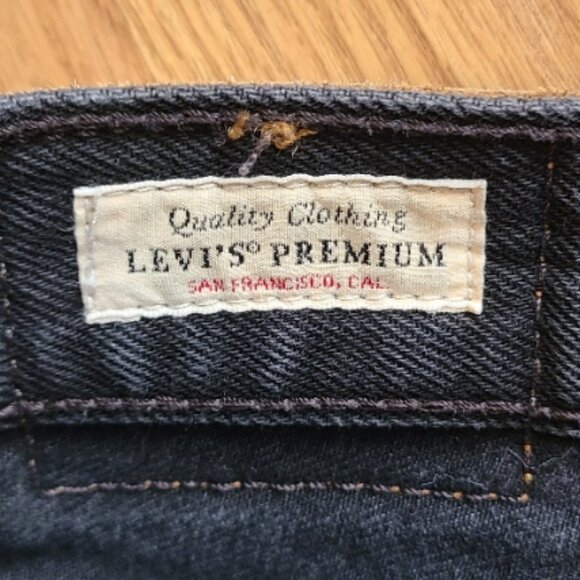 Quality Clothing
LEVI'S® PREMIUM
SAN FRANCISCO, CAL